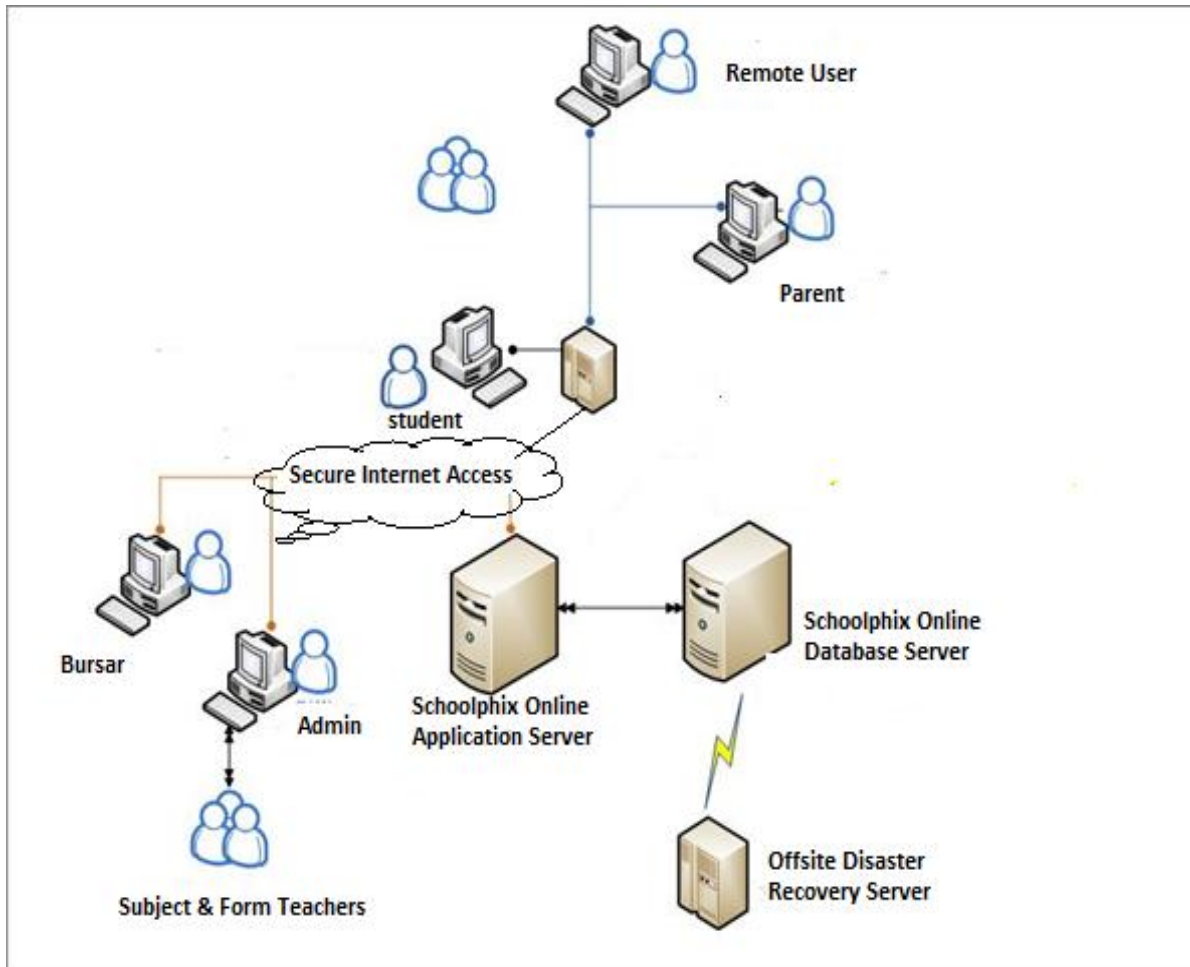 Remote User
Parent
student
Secure Internet Access
Bursar
Admin
Schoolphix Online
Application Server
Schoolphix Online
Database Server
Subject & Form Teachers
Offsite Disaster
Recovery Server